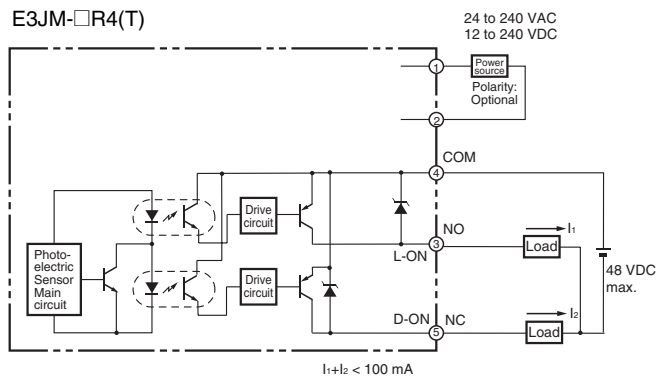 E3JM-□R4(T)
24 to 240 VAC
12 to 240 VDC
1
Power
source
Polarity:
Optional
2
COM
4
Drive
circuit
NO
3
L-ON
I₁
Load
Photo-
electric
Sensor
Main
circuit
Drive
circuit
48 VDC
max.
D-ON
5
NC
I₂
Load
I₁+I₂ < 100 mA